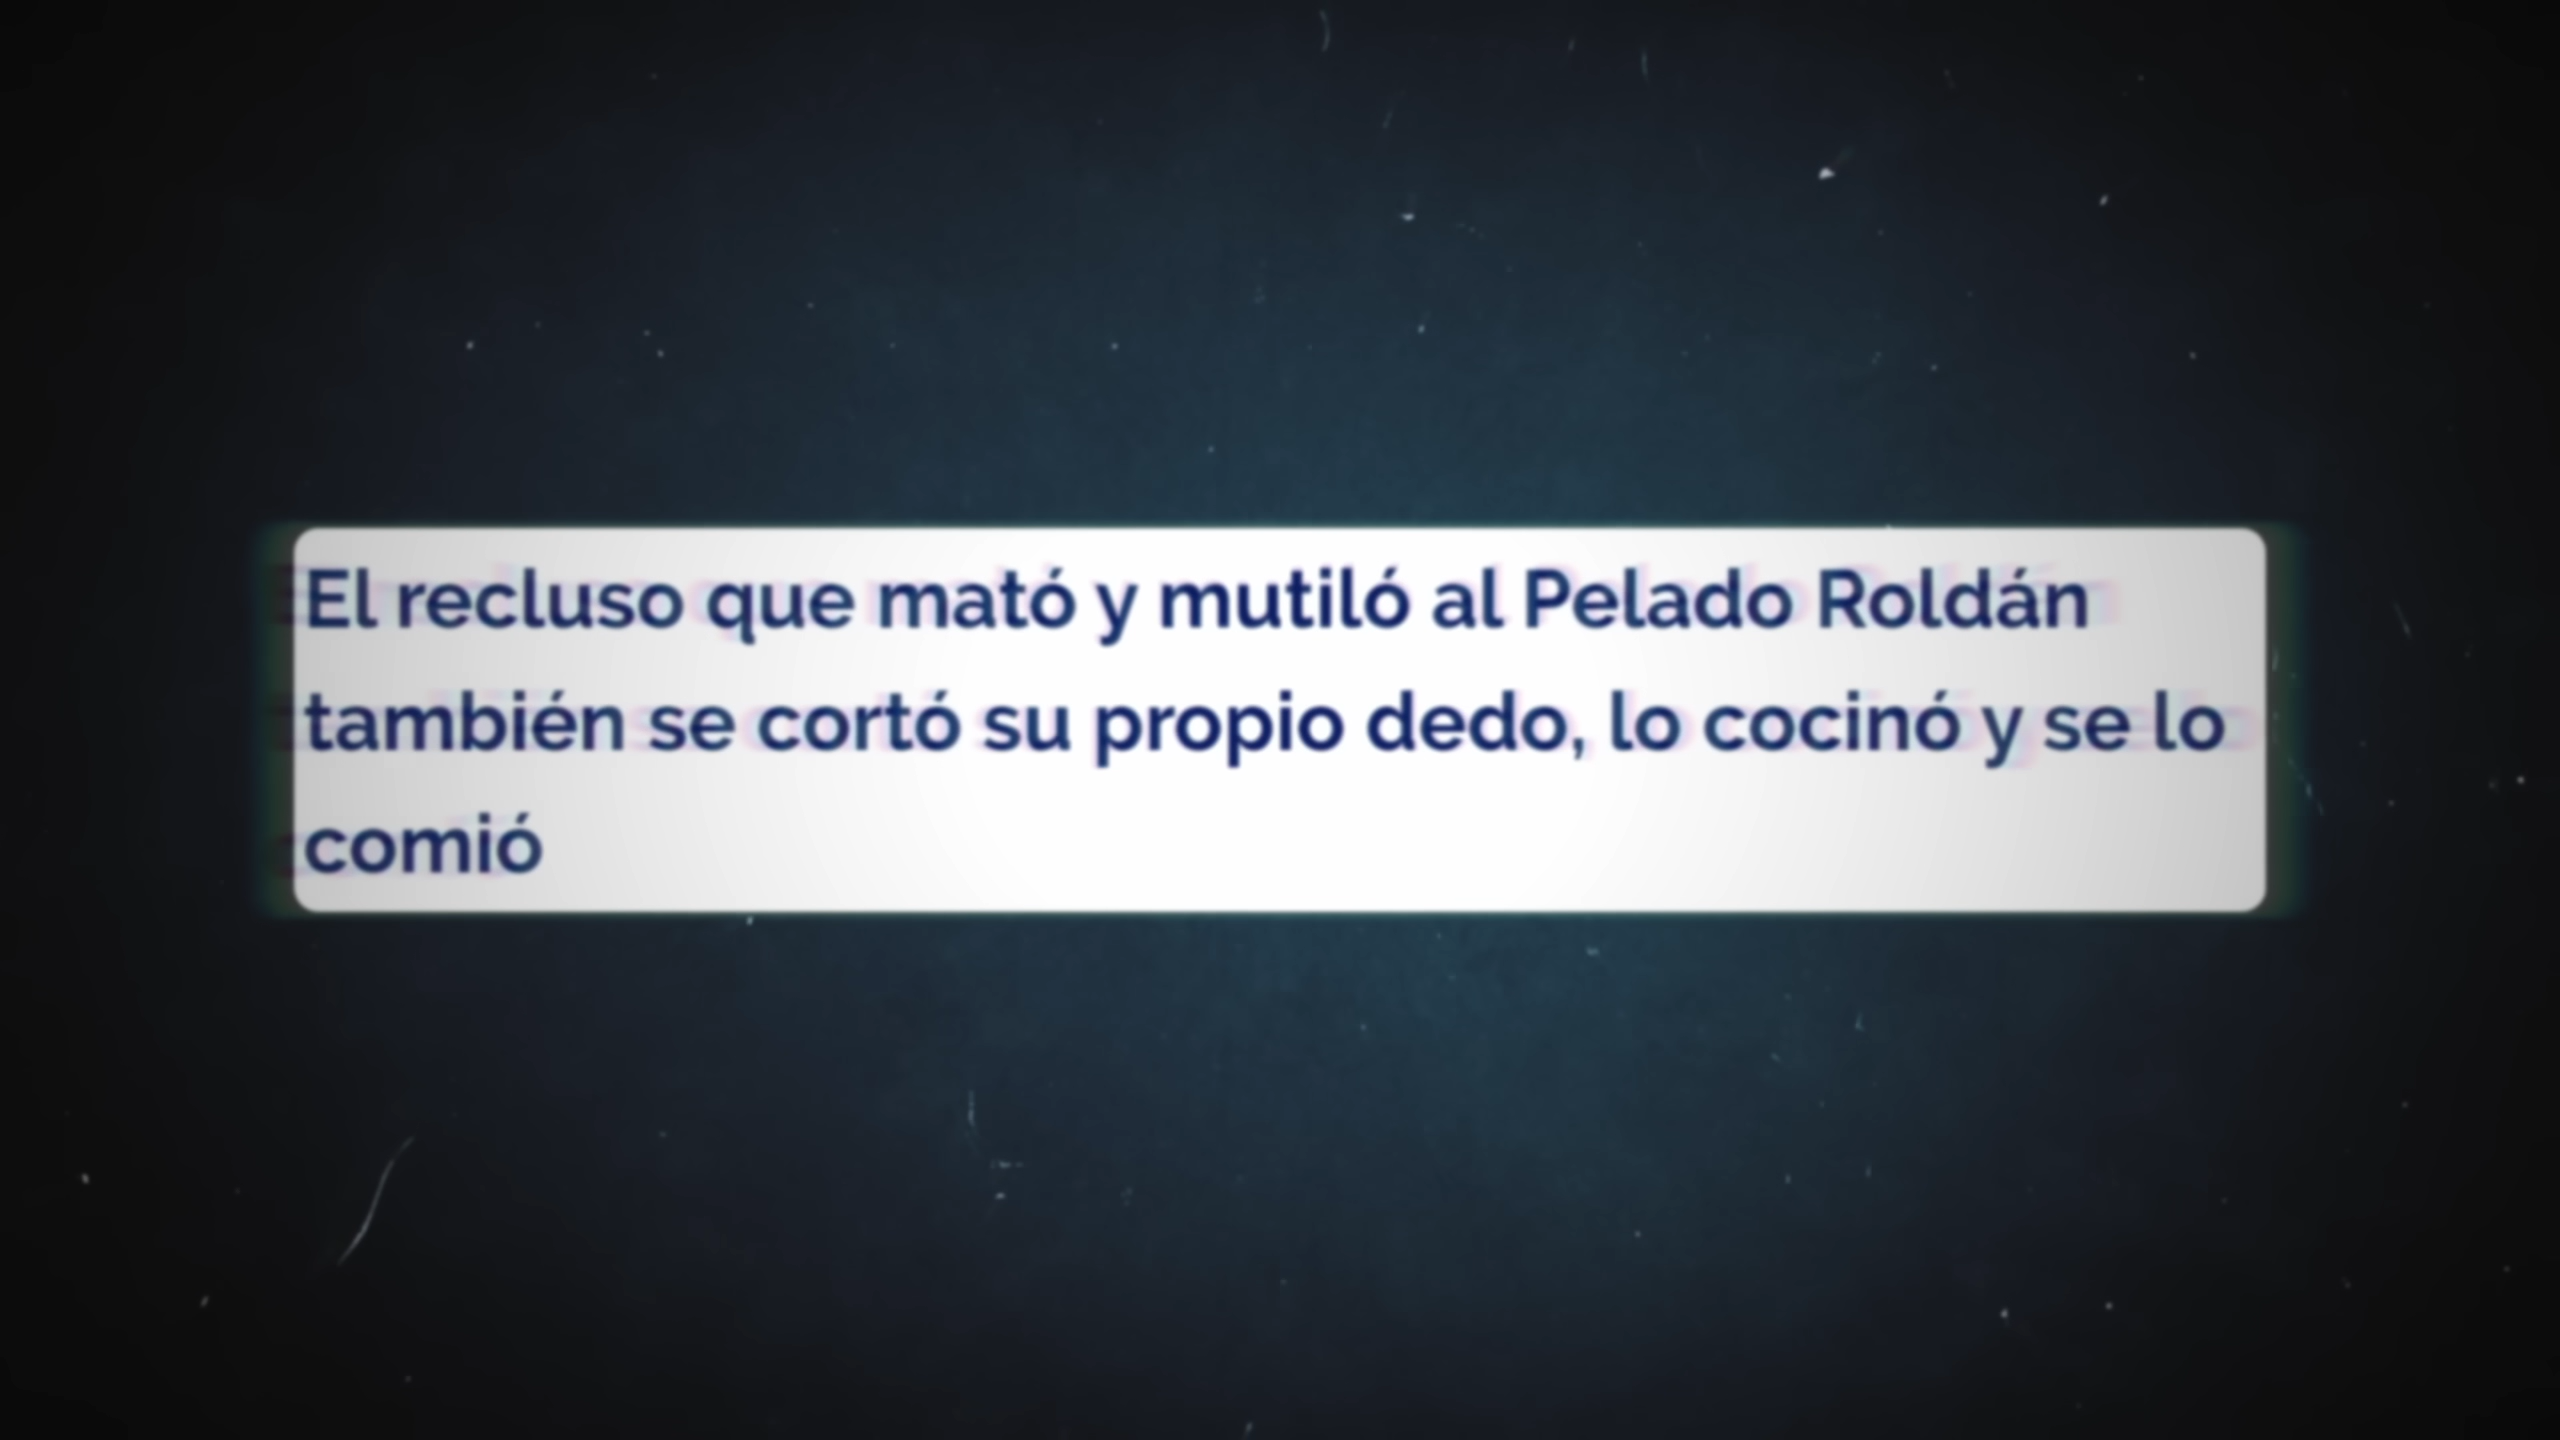 El recluso que mató y mutiló al Pelado Roldán
también se cortó su propio dedo, lo cocinó y se lo
comió